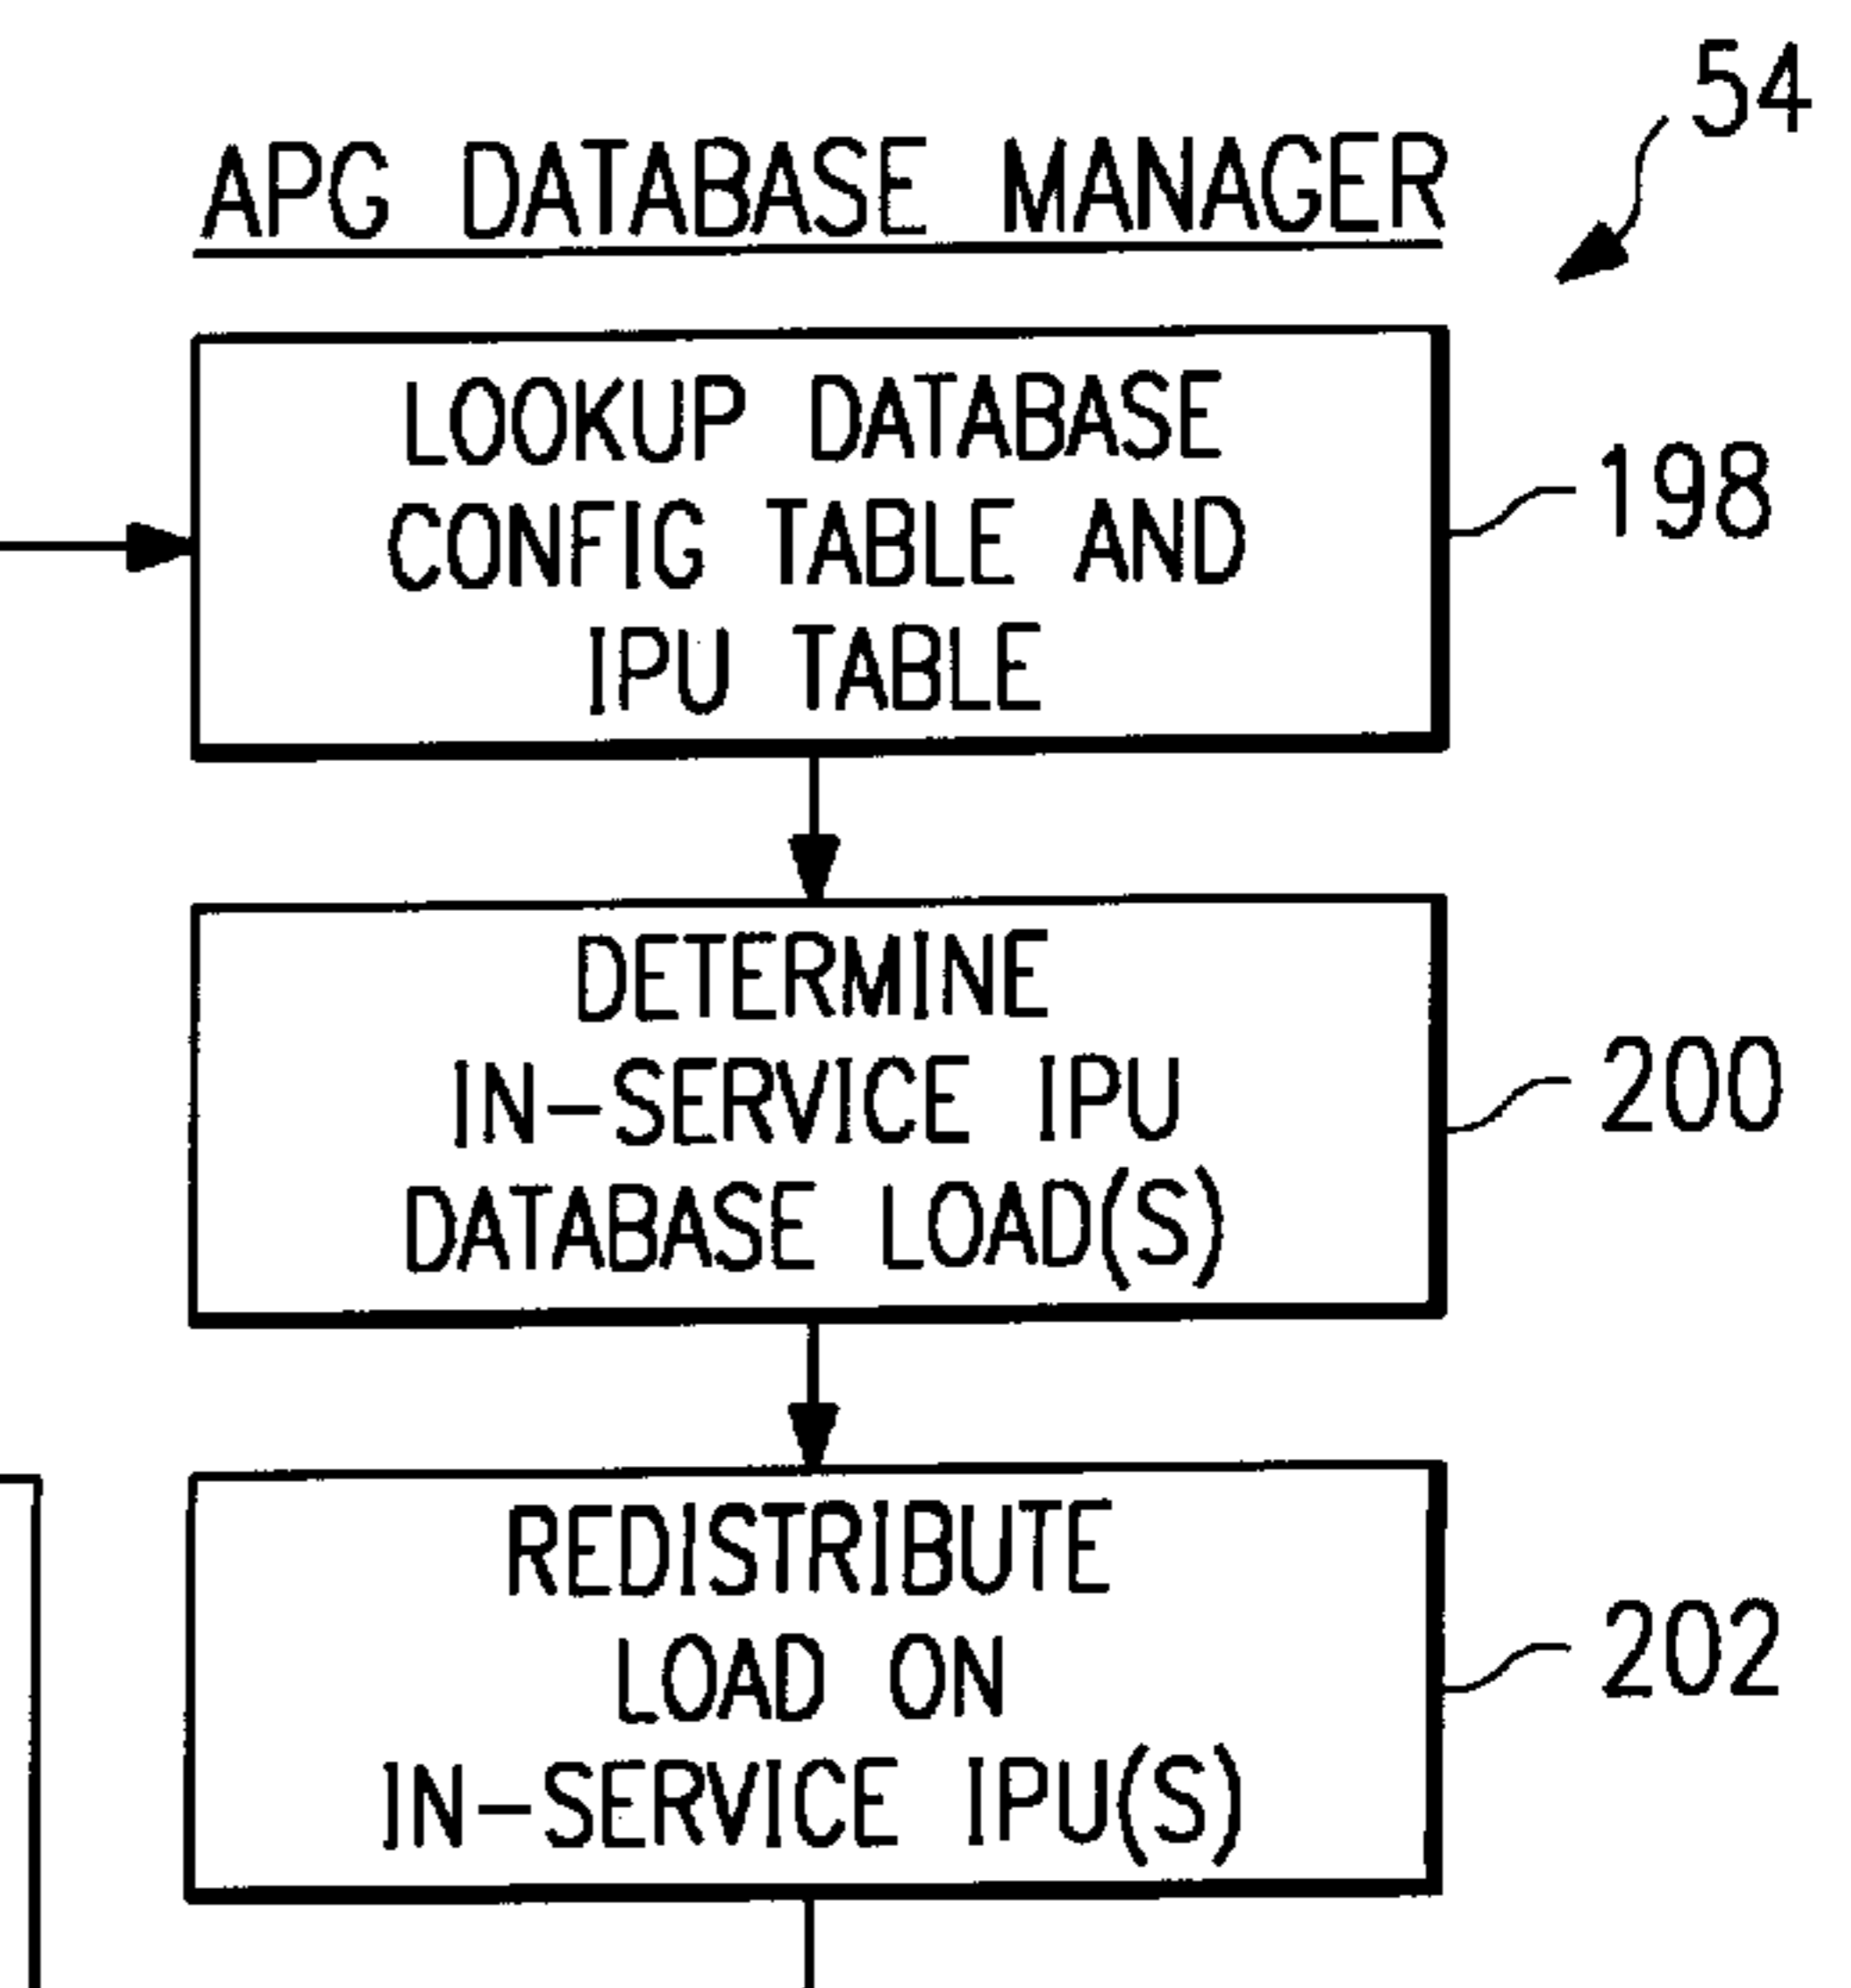 54
APG DATABASE MANAGER
LOOKUP DATABASE
CONFIG TABLE AND
IPU TABLE
198
DETERMINE
IN-SERVICE IPU
DATABASE LOAD(S)
200
REDISTRIBUTE
LOAD ON
IN-SERVICE IPU(S)
202